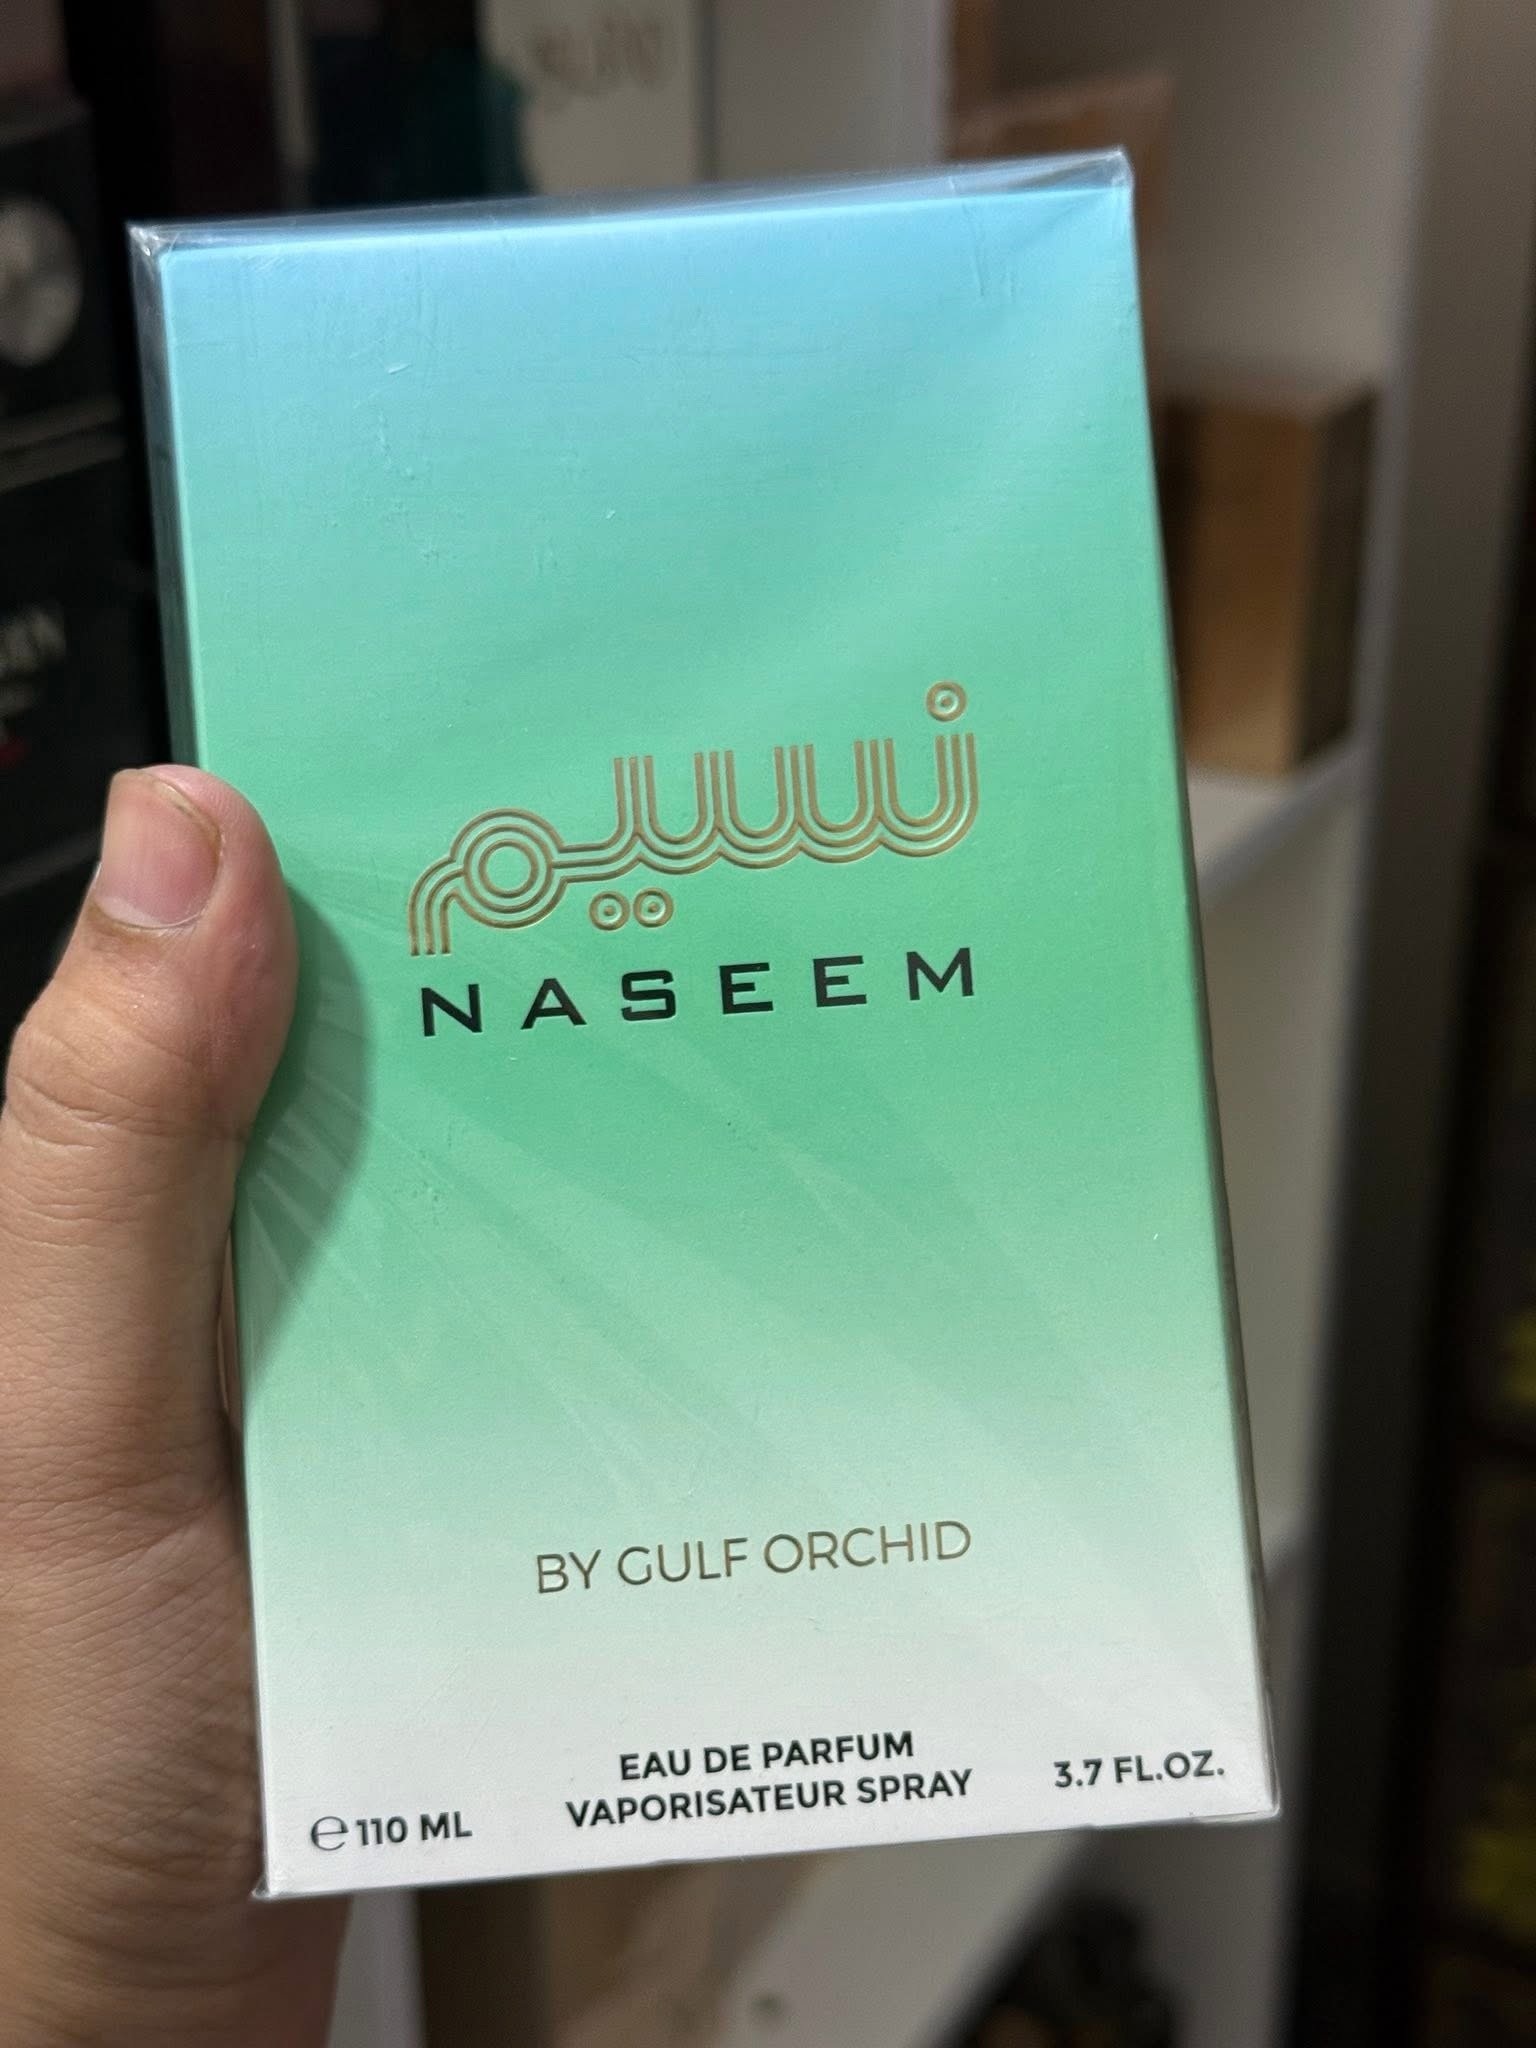 نسيم
NASEEM
BY GULF ORCHID
EAU DE PARFUM
VAPORISATEUR SPRAY
℮ 110 ML
3.7 FL.OZ.